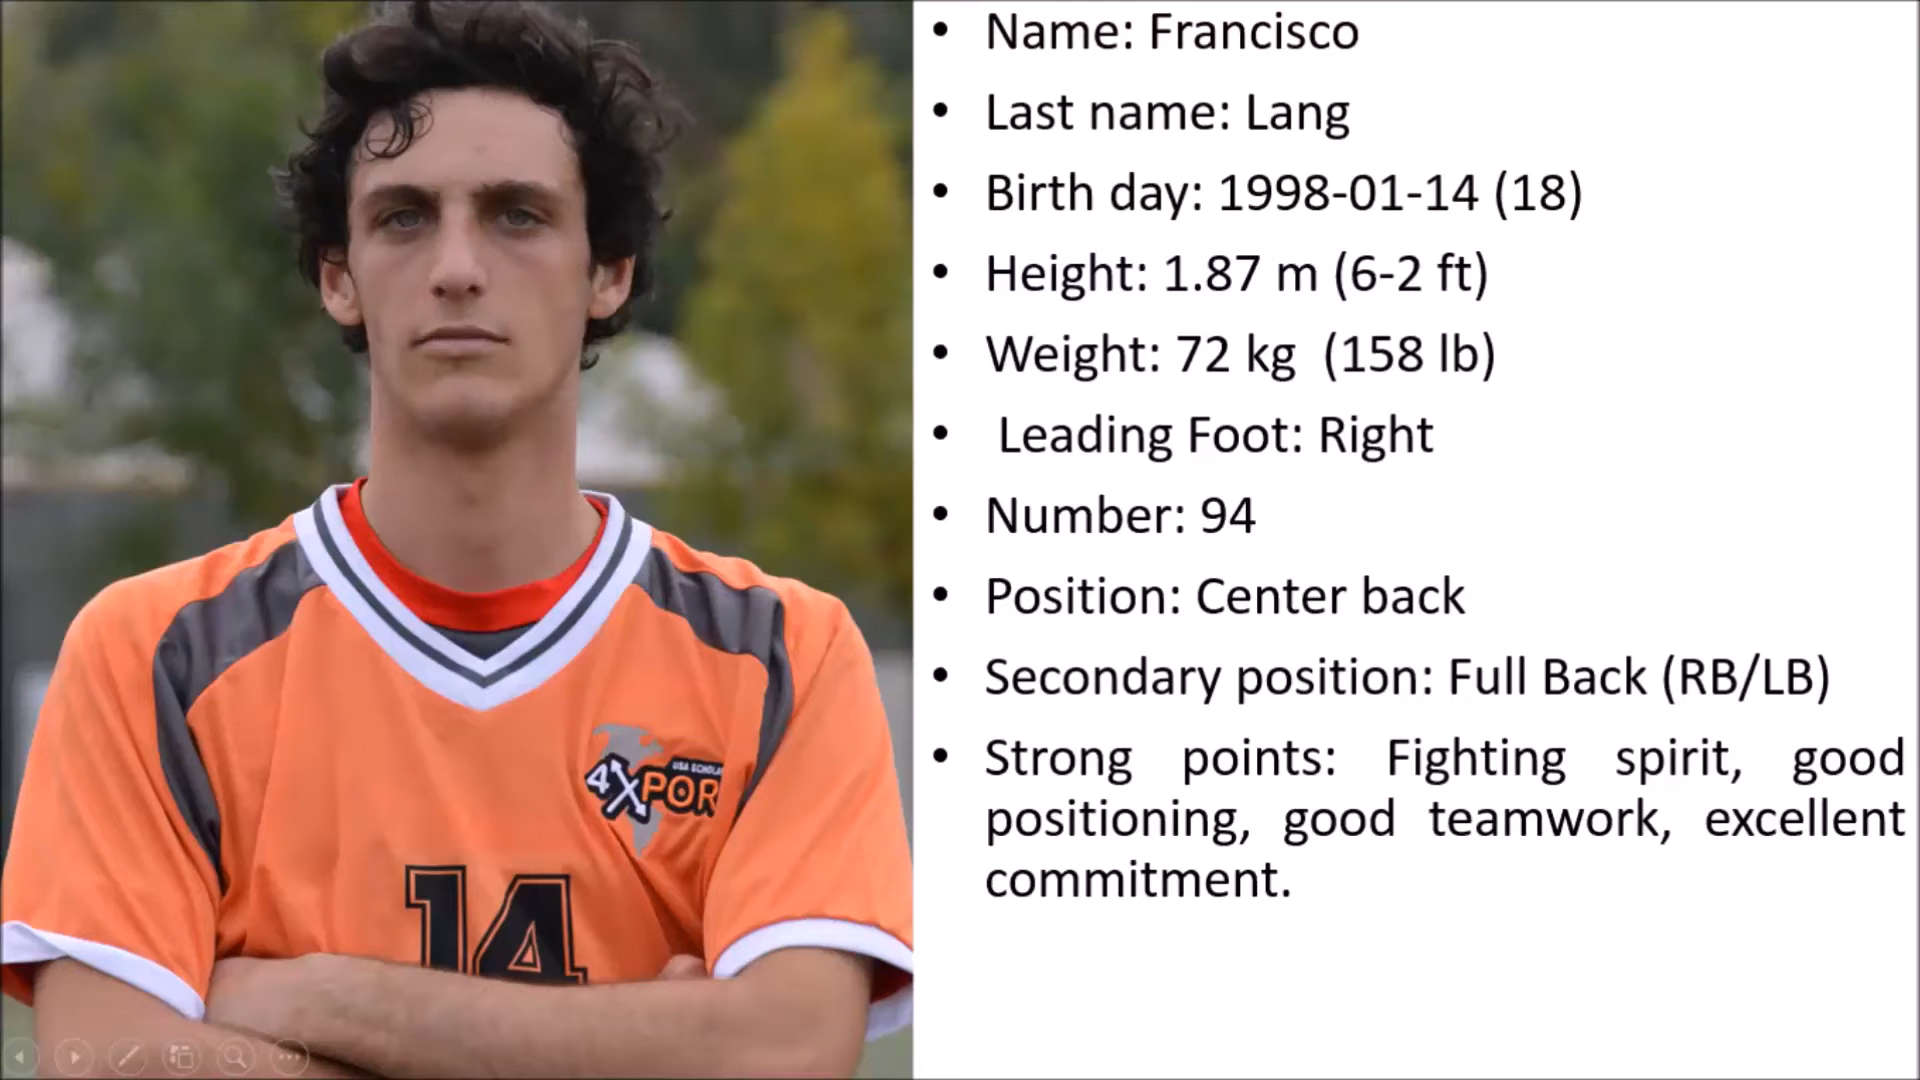 Name: Francisco
Last name: Lang
Birth day: 1998-01-14 (18)
Height: 1.87 m (6-2 ft)
Weight: 72 kg (158 lb)
Leading Foot: Right
Number: 94
Position: Center back
Secondary position: Full Back (RB/LB)
Strong points: Fighting spirit, good
positioning, good teamwork, excellent
commitment.
4XPOR
14